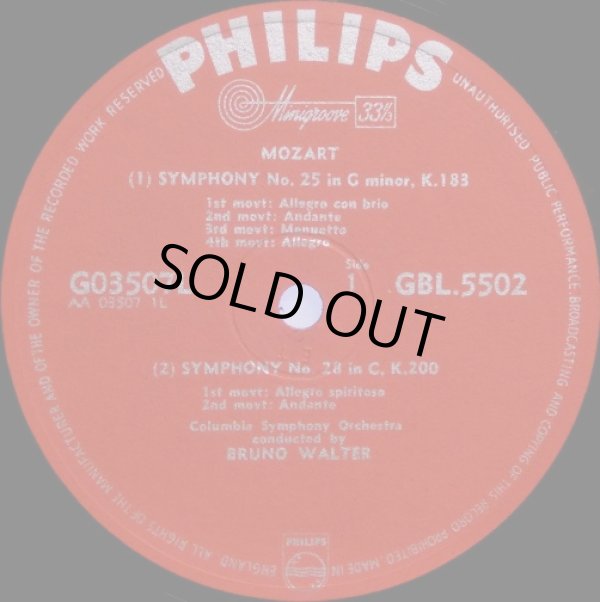 PHILIPS
Minigroove 33⅓
MOZART
(1) SYMPHONY No. 25 in G minor, K.183
1st movt: Allegro con brio
2nd movt: Andante
3rd movt: Menuetto
4th movt: Allegro
Side
1
G03507L
AA 03507 1L
GBL.5502
SOLD OUT
(2) SYMPHONY No. 28 in C, K.200
1st movt: Allegro spiritoso
2nd movt: Andante
Columbia Symphony Orchestra
conducted by
BRUNO WALTER
PHILIPS
MADE IN ENGLAND. ALL RIGHTS OF THE MANUFACTURER AND OF THE OWNER OF THE RECORDED WORK RESERVED
UNAUTHORISED PUBLIC PERFORMANCE, BROADCASTING AND COPYING OF THIS RECORD PROHIBITED.